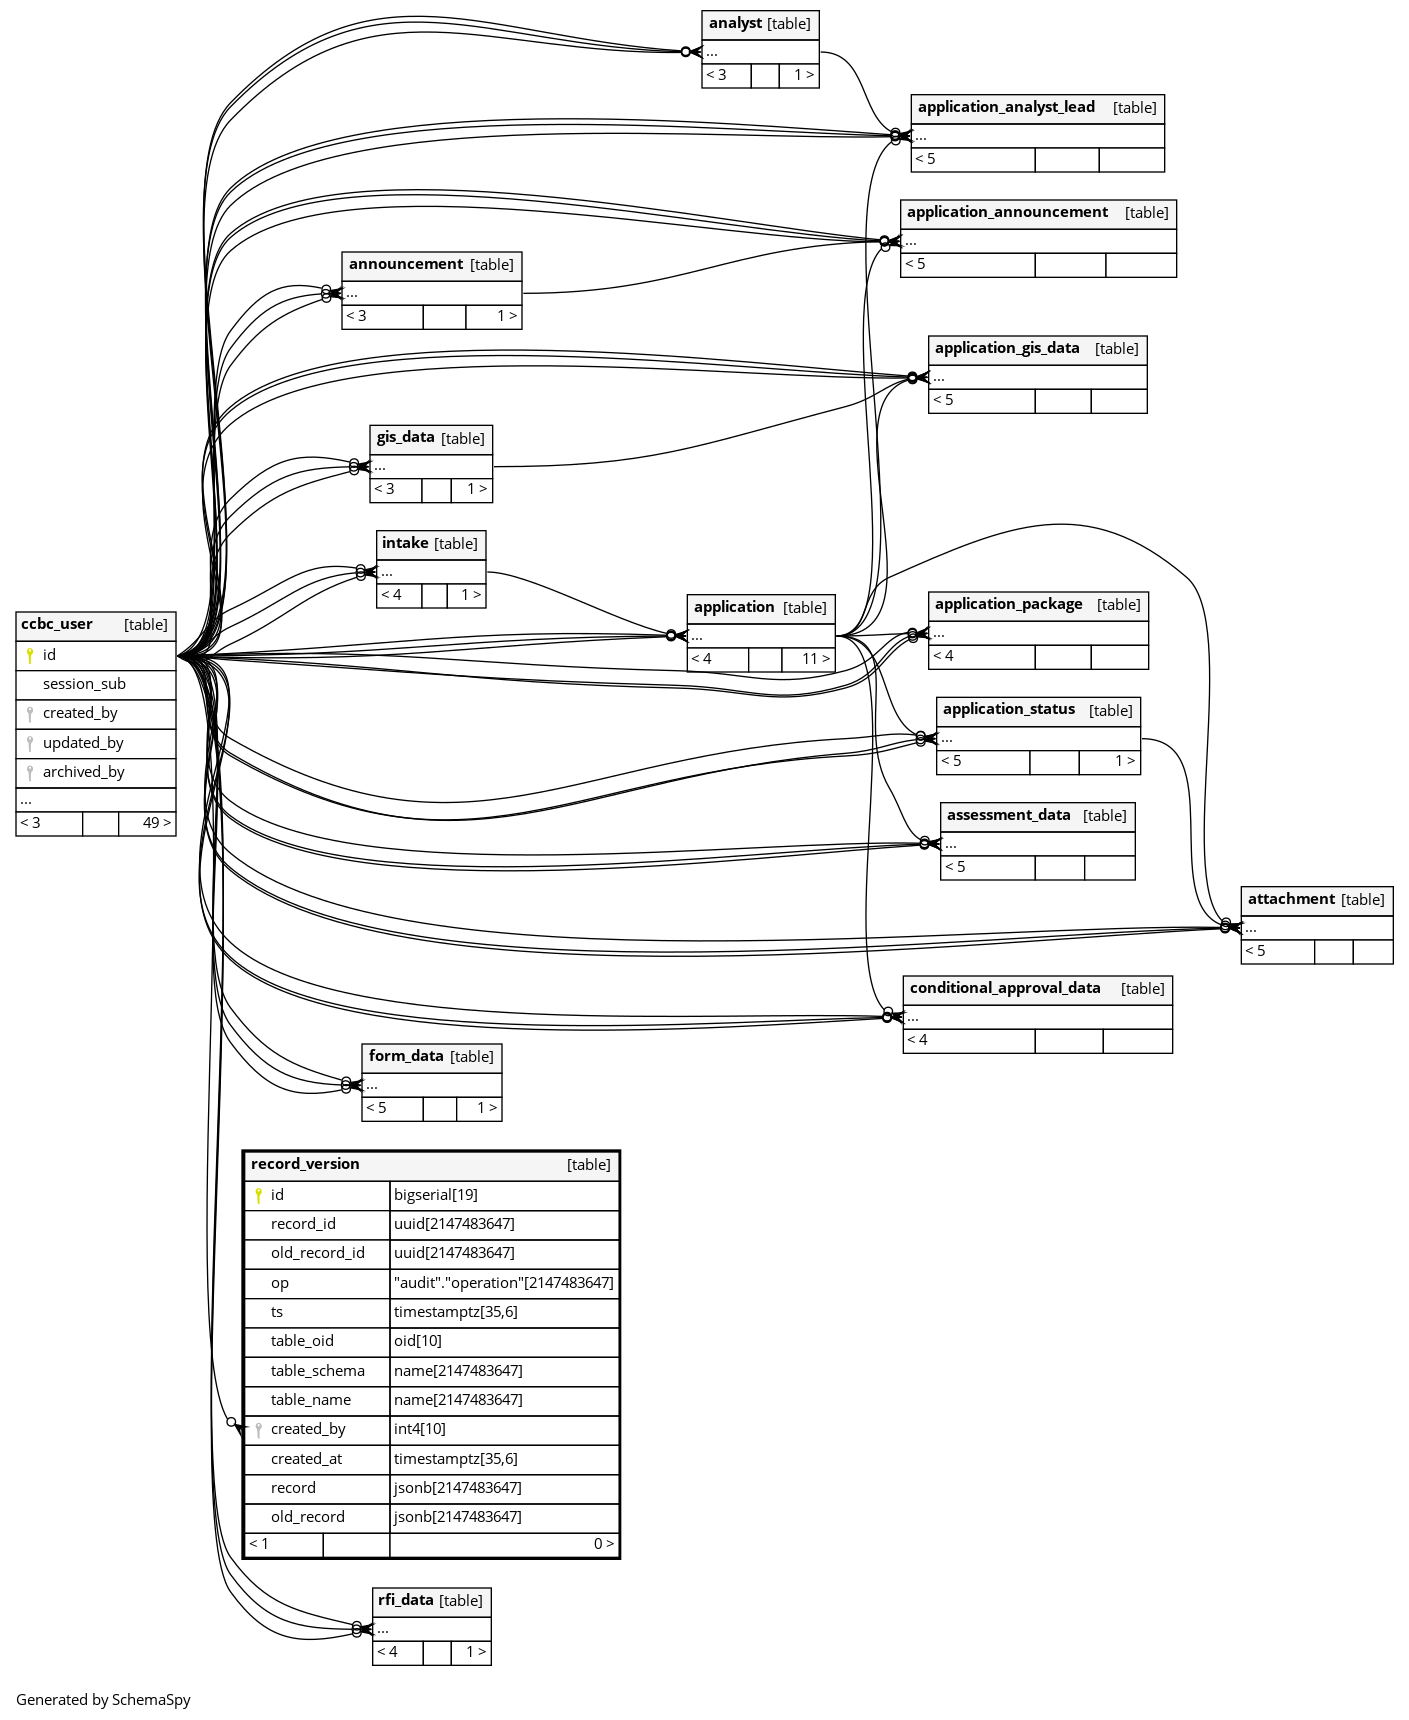 analyst [table]
...
< 3 1 >
application_analyst_lead [table]
...
< 5
application_announcement [table]
...
< 5
announcement [table]
...
< 3 1 >
application_gis_data [table]
...
< 5
gis_data [table]
...
< 3 1 >
intake [table]
...
< 4 1 >
application [table]
...
< 4 11 >
application_package [table]
...
< 4
ccbc_user [table]
id
session_sub
created_by
updated_by
archived_by
...
< 3 49 >
application_status [table]
...
< 5 1 >
assessment_data [table]
...
< 5
attachment [table]
...
< 5
conditional_approval_data [table]
...
< 4
form_data [table]
...
< 5 1 >
record_version [table]
id bigserial[19]
record_id uuid[2147483647]
old_record_id uuid[2147483647]
op "audit"."operation"[2147483647]
ts timestamptz[35,6]
table_oid oid[10]
table_schema name[2147483647]
table_name name[2147483647]
created_by int4[10]
created_at timestamptz[35,6]
record jsonb[2147483647]
old_record jsonb[2147483647]
< 1 0 >
rfi_data [table]
...
< 4 1 >
Generated by SchemaSpy